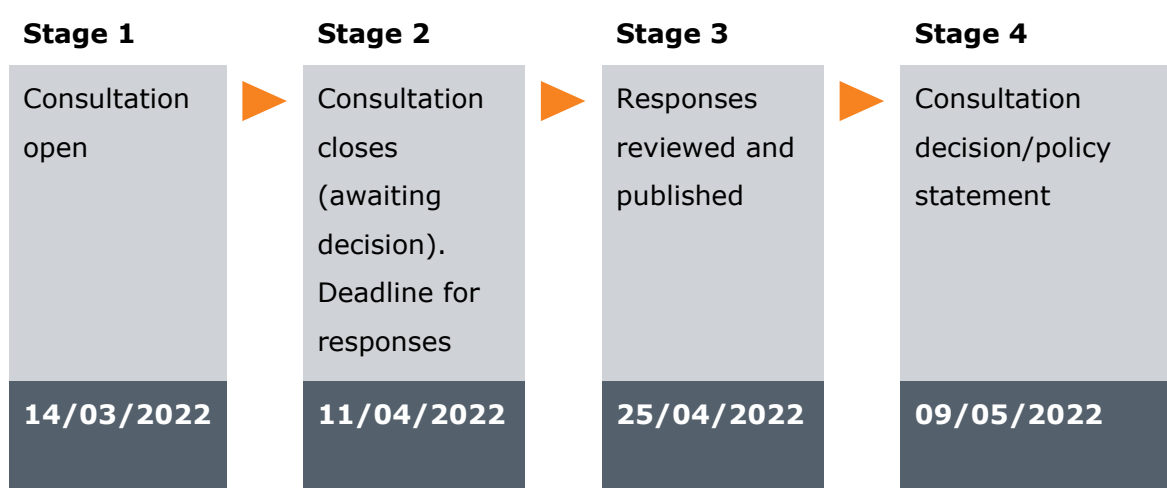 Stage 1
Consultation
open
14/03/2022
Stage 2
Consultation
closes
(awaiting
decision).
Deadline for
responses
11/04/2022
Stage 3
Responses
reviewed and
published
25/04/2022
Stage 4
Consultation
decision/policy
statement
09/05/2022